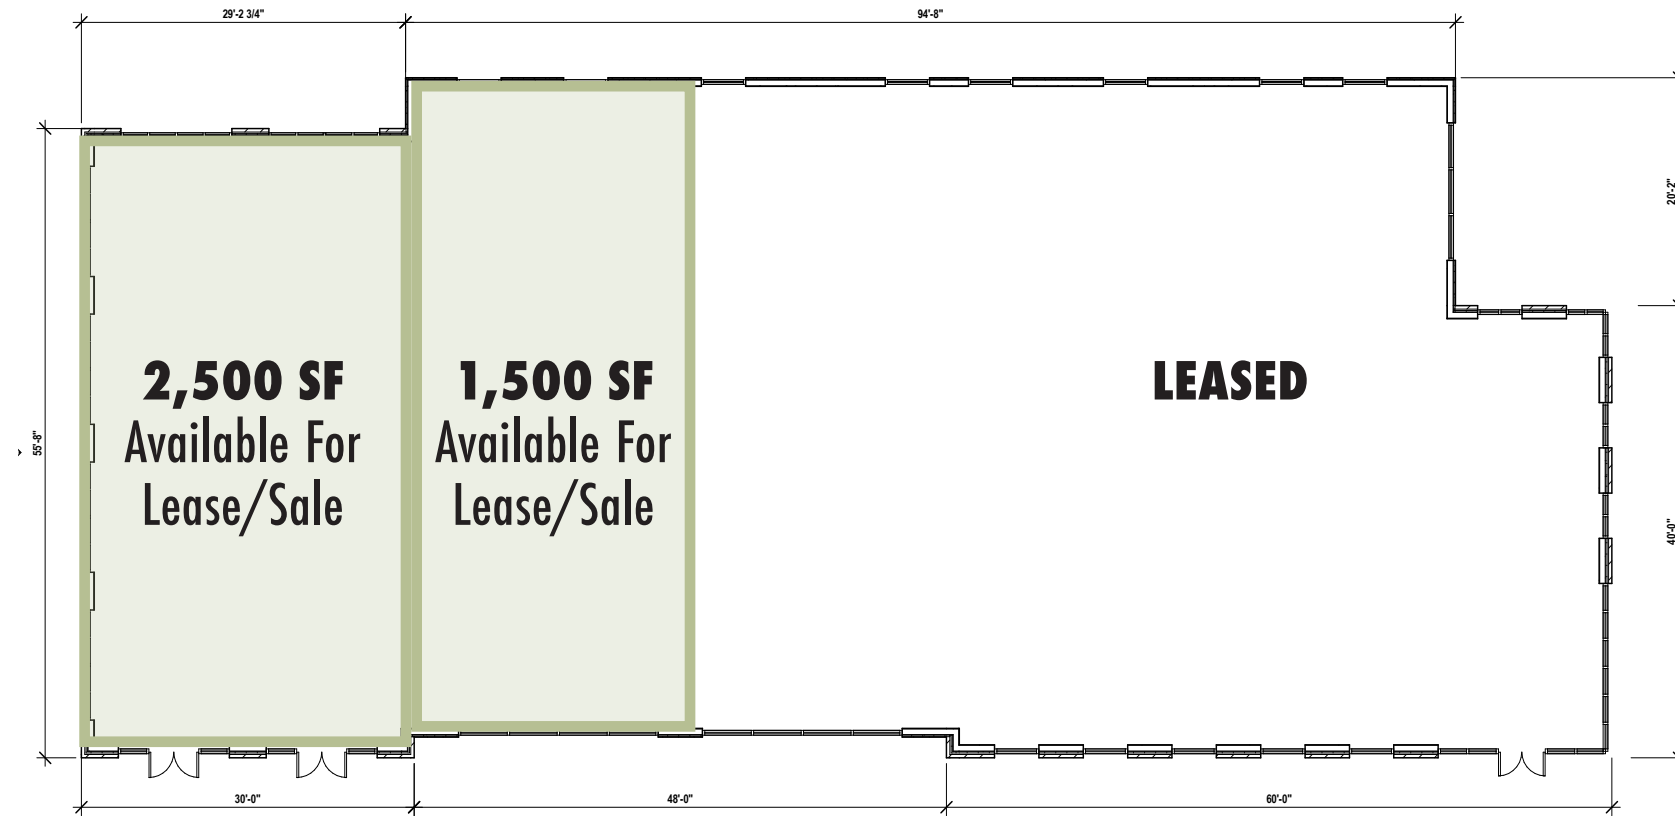 29'-2 3/4"
94'-8"
20'-2"
55'-8"
2,500 SF
Available For
Lease/Sale
1,500 SF
Available For
Lease/Sale
LEASED
40'-0"
30'-0"
48'-0"
60'-0"